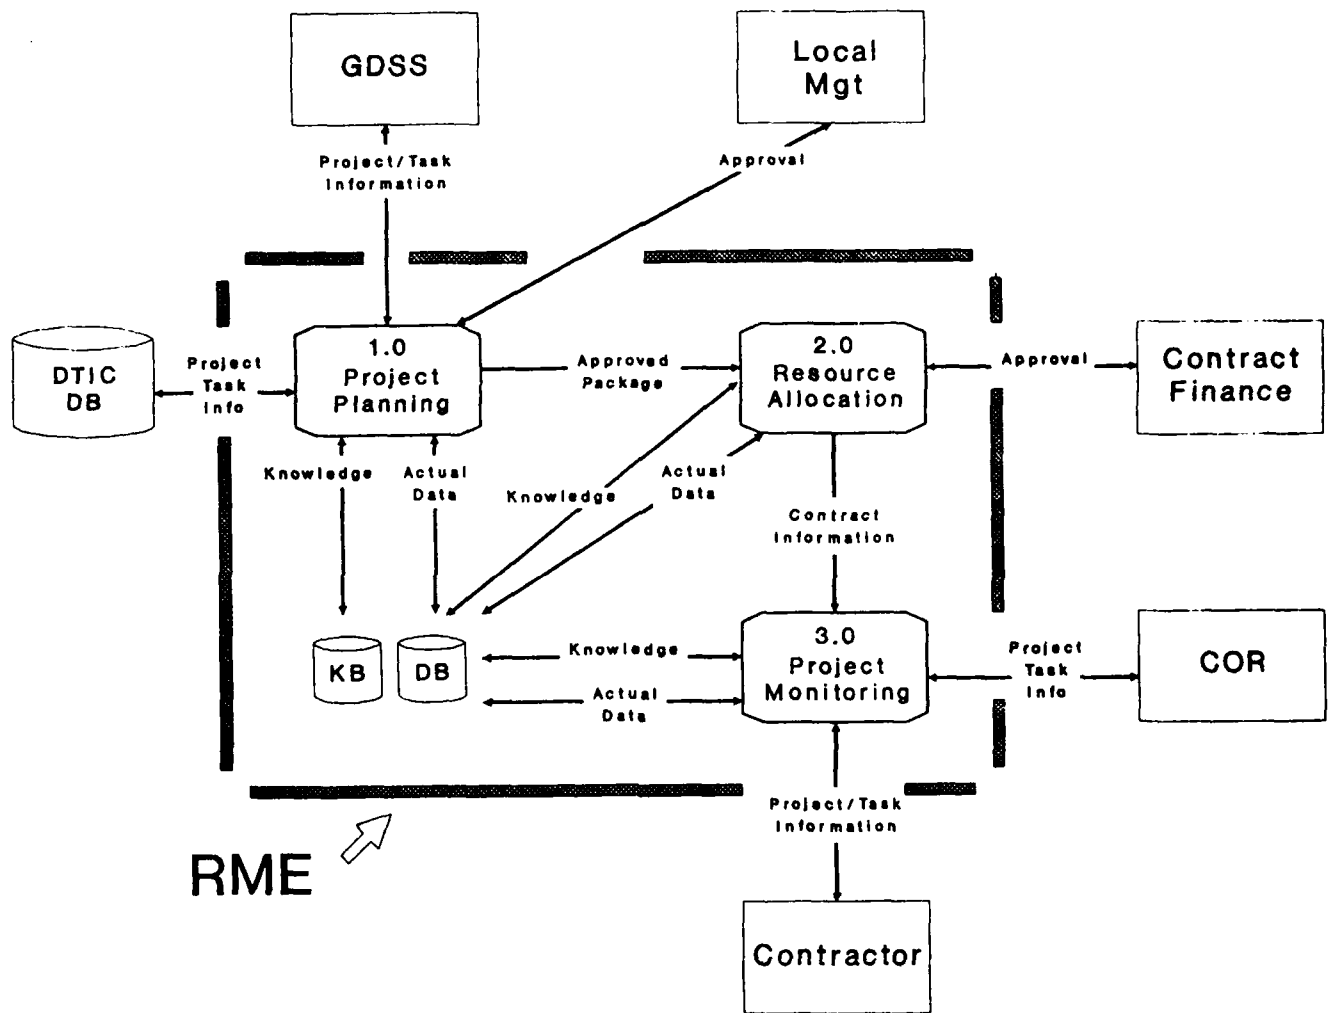 GDSS
Local
Mgt
Project/Task
Information
Approval
DTIC
DB
Project
Task
Info
1.0
Project
Planning
Approved
Package
2.0
Resource
Allocation
Approval
Contract
Finance
Knowledge
Actual
Data
Knowledge
Actual
Data
Contract
Information
KB
DB
Knowledge
Actual
Data
3.0
Project
Monitoring
Project
Task
Info
COR
Project/Task
Information
RME
Contractor